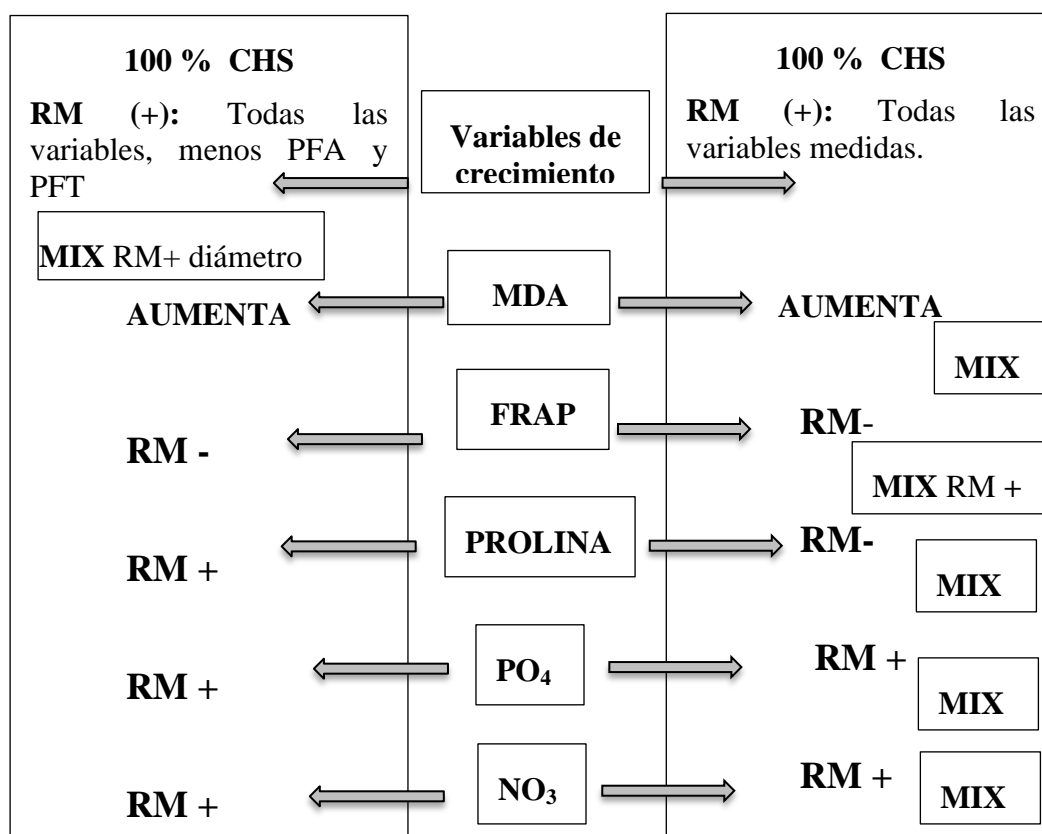 100 % CHS
RM (+): Todas las
variables, menos PFA y
PFT
Variables de
crecimiento
100 % CHS
RM (+): Todas las
variables medidas.
MIX RM+ diámetro
AUMENTA
MDA
AUMENTA
MIX
RM -
FRAP
RM-
MIX RM +
RM +
PROLINA
RM-
MIX
RM +
PO4
RM +
MIX
RM +
NO3
RM +
MIX